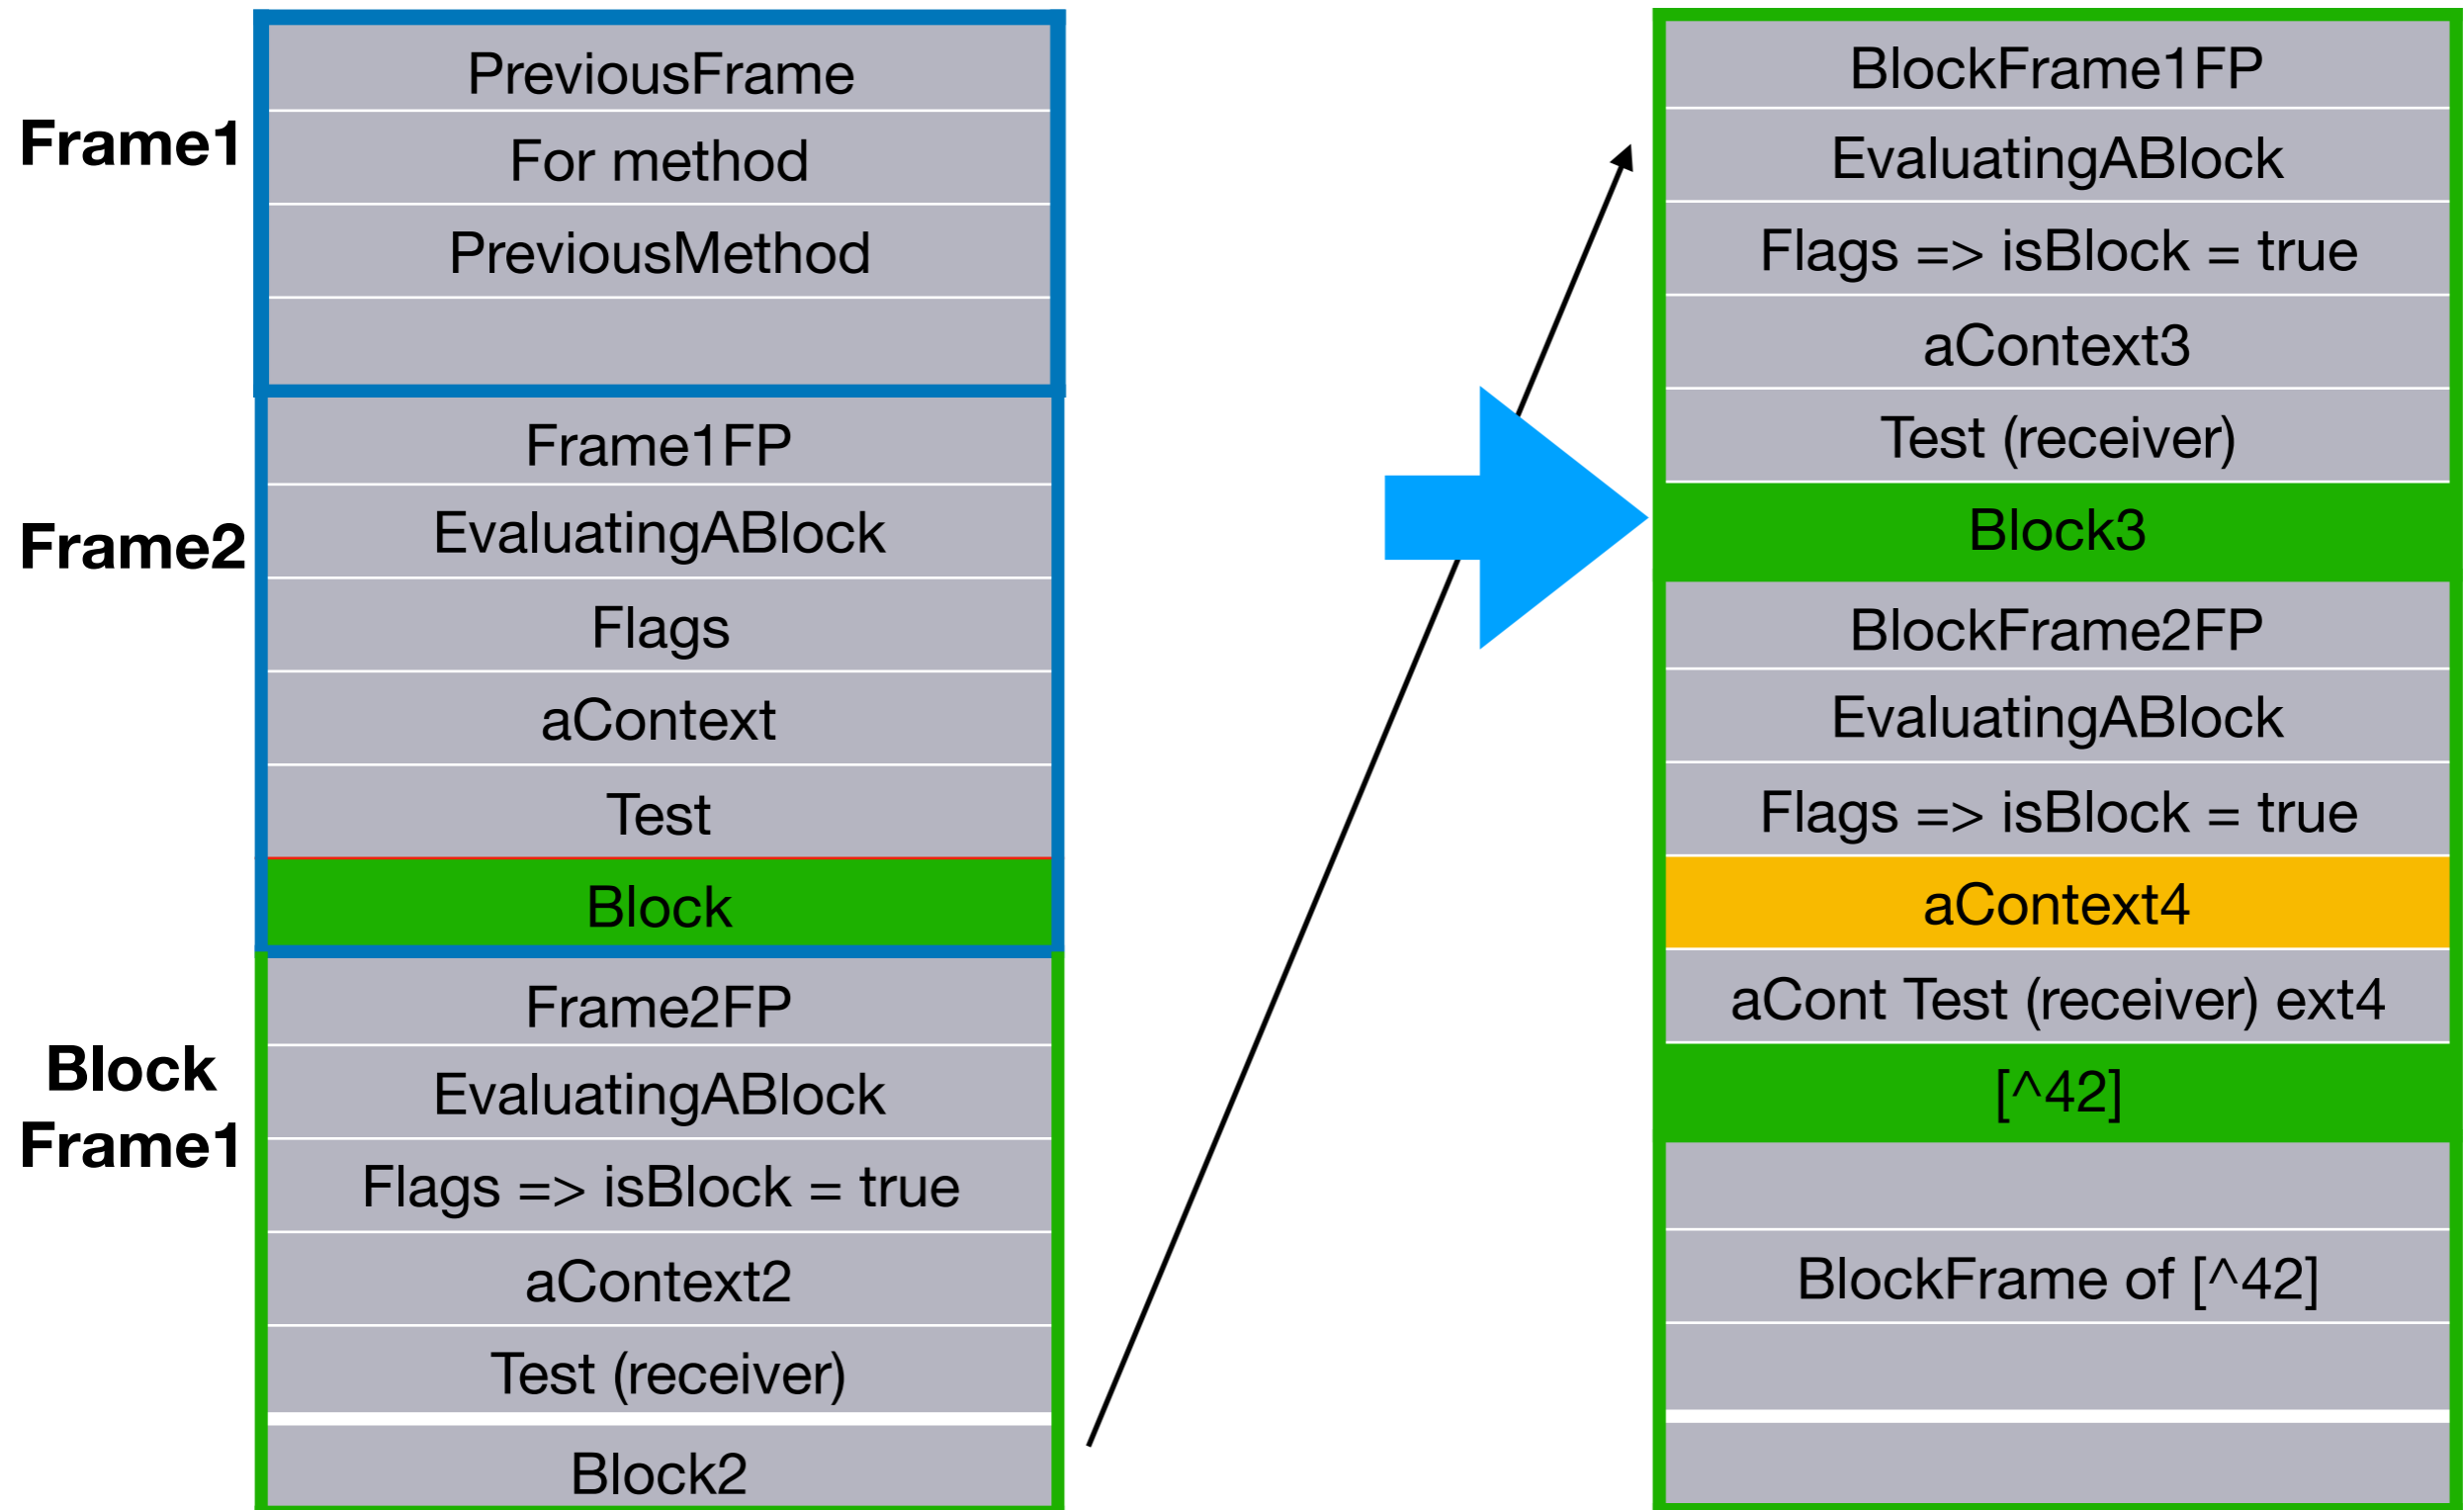 Frame1
PreviousFrame
For method
PreviousMethod
Frame2
Frame1FP
EvaluatingABlock
Flags
aContext
Test
Block
Block
Frame1
Frame2FP
EvaluatingABlock
Flags => isBlock = true
aContext2
Test (receiver)
Block2
BlockFrame1FP
EvaluatingABlock
Flags => isBlock = true
aContext3
Test (receiver)
Block3
BlockFrame2FP
EvaluatingABlock
Flags => isBlock = true
aContext4
aCont Test (receiver) ext4
[^42]
BlockFrame of [^42]